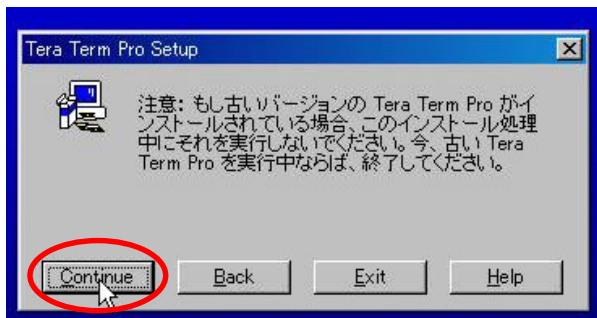 Tera Term Pro Setup
注意: もし古いバージョンの Tera Term Pro がイ
ンストールされている場合、このインストール処理
中にそれを実行しないでください。今、古い Tera
Term Pro を実行中ならば、終了してください。
Continue Back Exit Help